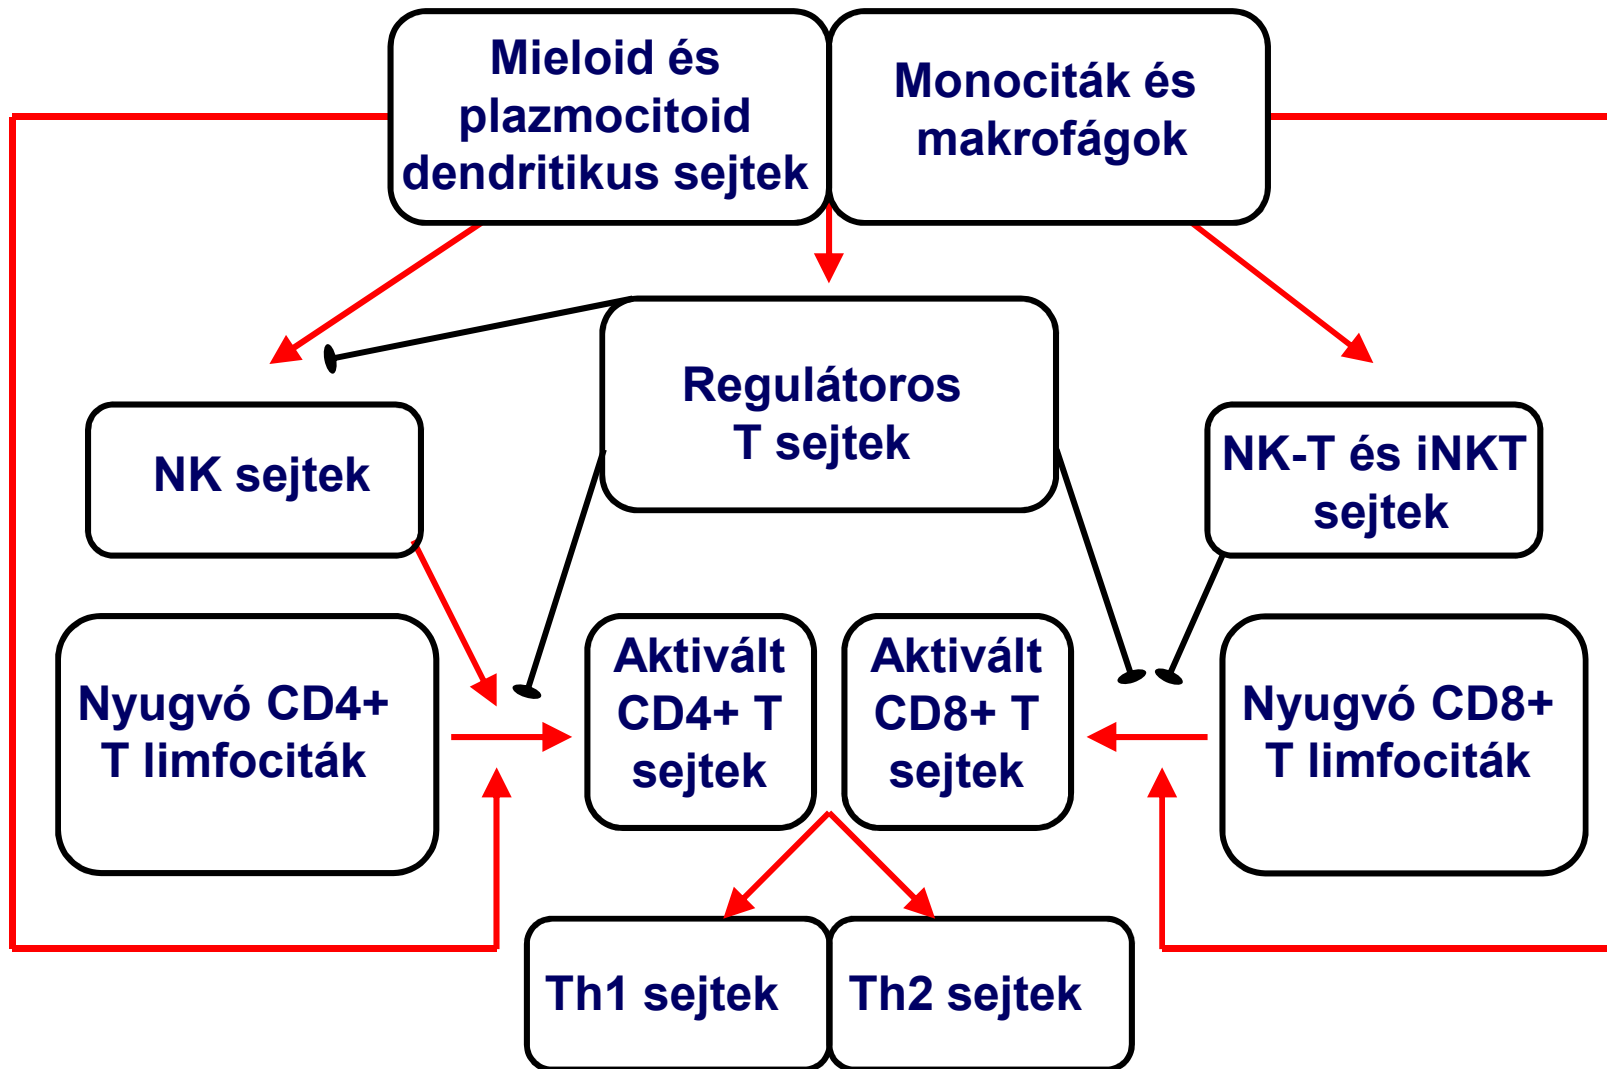 Mieloid és
plazmocitoid
dendritikus sejtek
Monociták és
makrofágok
Regulátoros
T sejtek
NK sejtek
NK-T és iNKT
sejtek
Nyugvó CD4+
T limfociták
Aktivált
CD4+ T
sejtek
Aktivált
CD8+ T
sejtek
Nyugvó CD8+
T limfociták
Th1 sejtek
Th2 sejtek